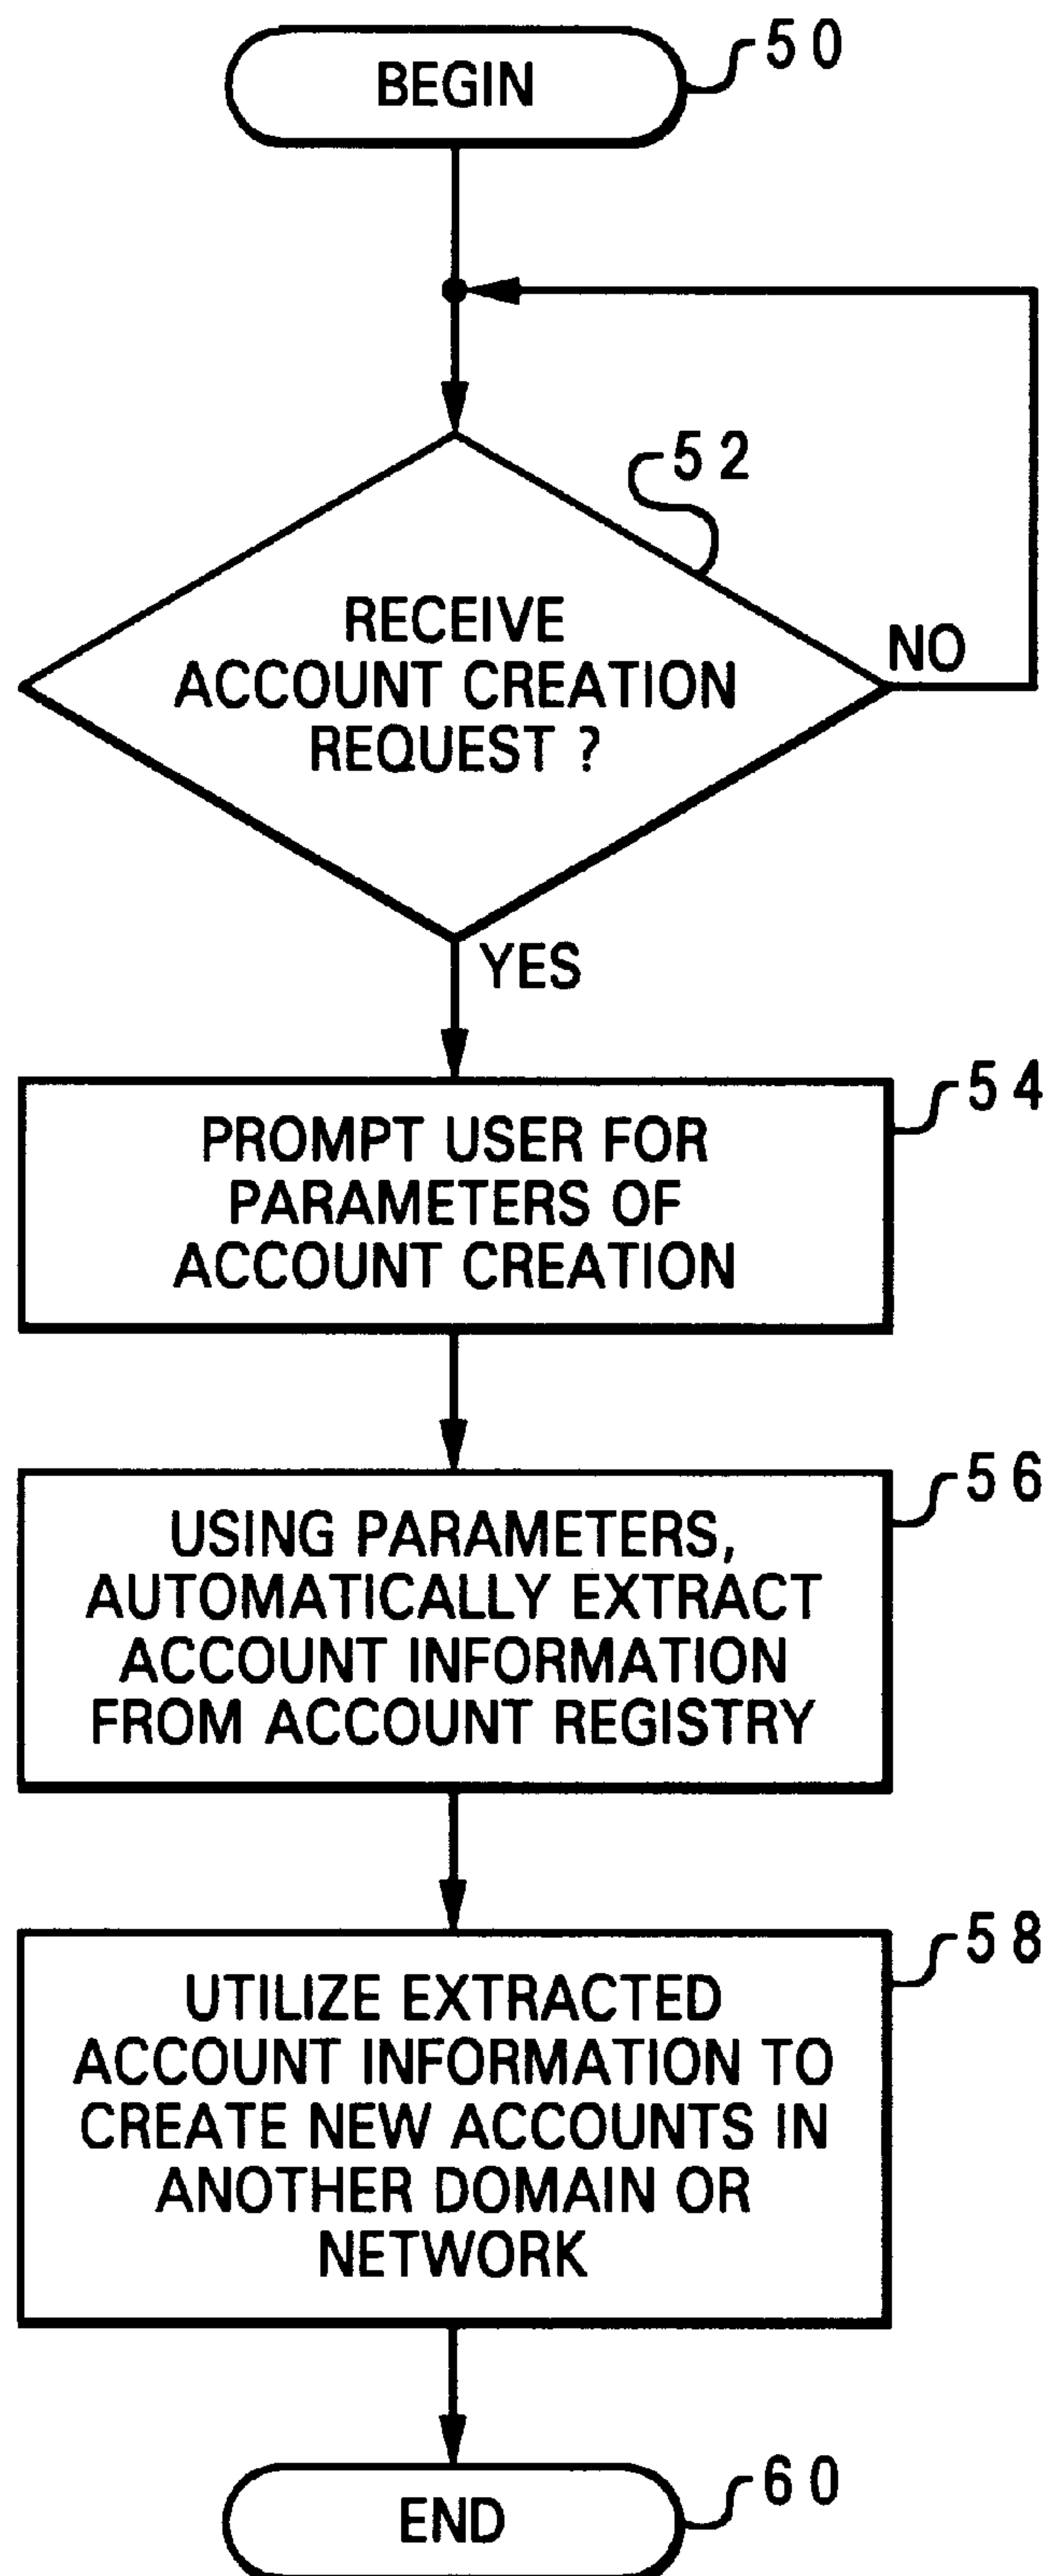 BEGIN
50
52
RECEIVE
ACCOUNT CREATION
REQUEST ?
NO
YES
54
PROMPT USER FOR
PARAMETERS OF
ACCOUNT CREATION
56
USING PARAMETERS,
AUTOMATICALLY EXTRACT
ACCOUNT INFORMATION
FROM ACCOUNT REGISTRY
58
UTILIZE EXTRACTED
ACCOUNT INFORMATION TO
CREATE NEW ACCOUNTS IN
ANOTHER DOMAIN OR
NETWORK
60
END